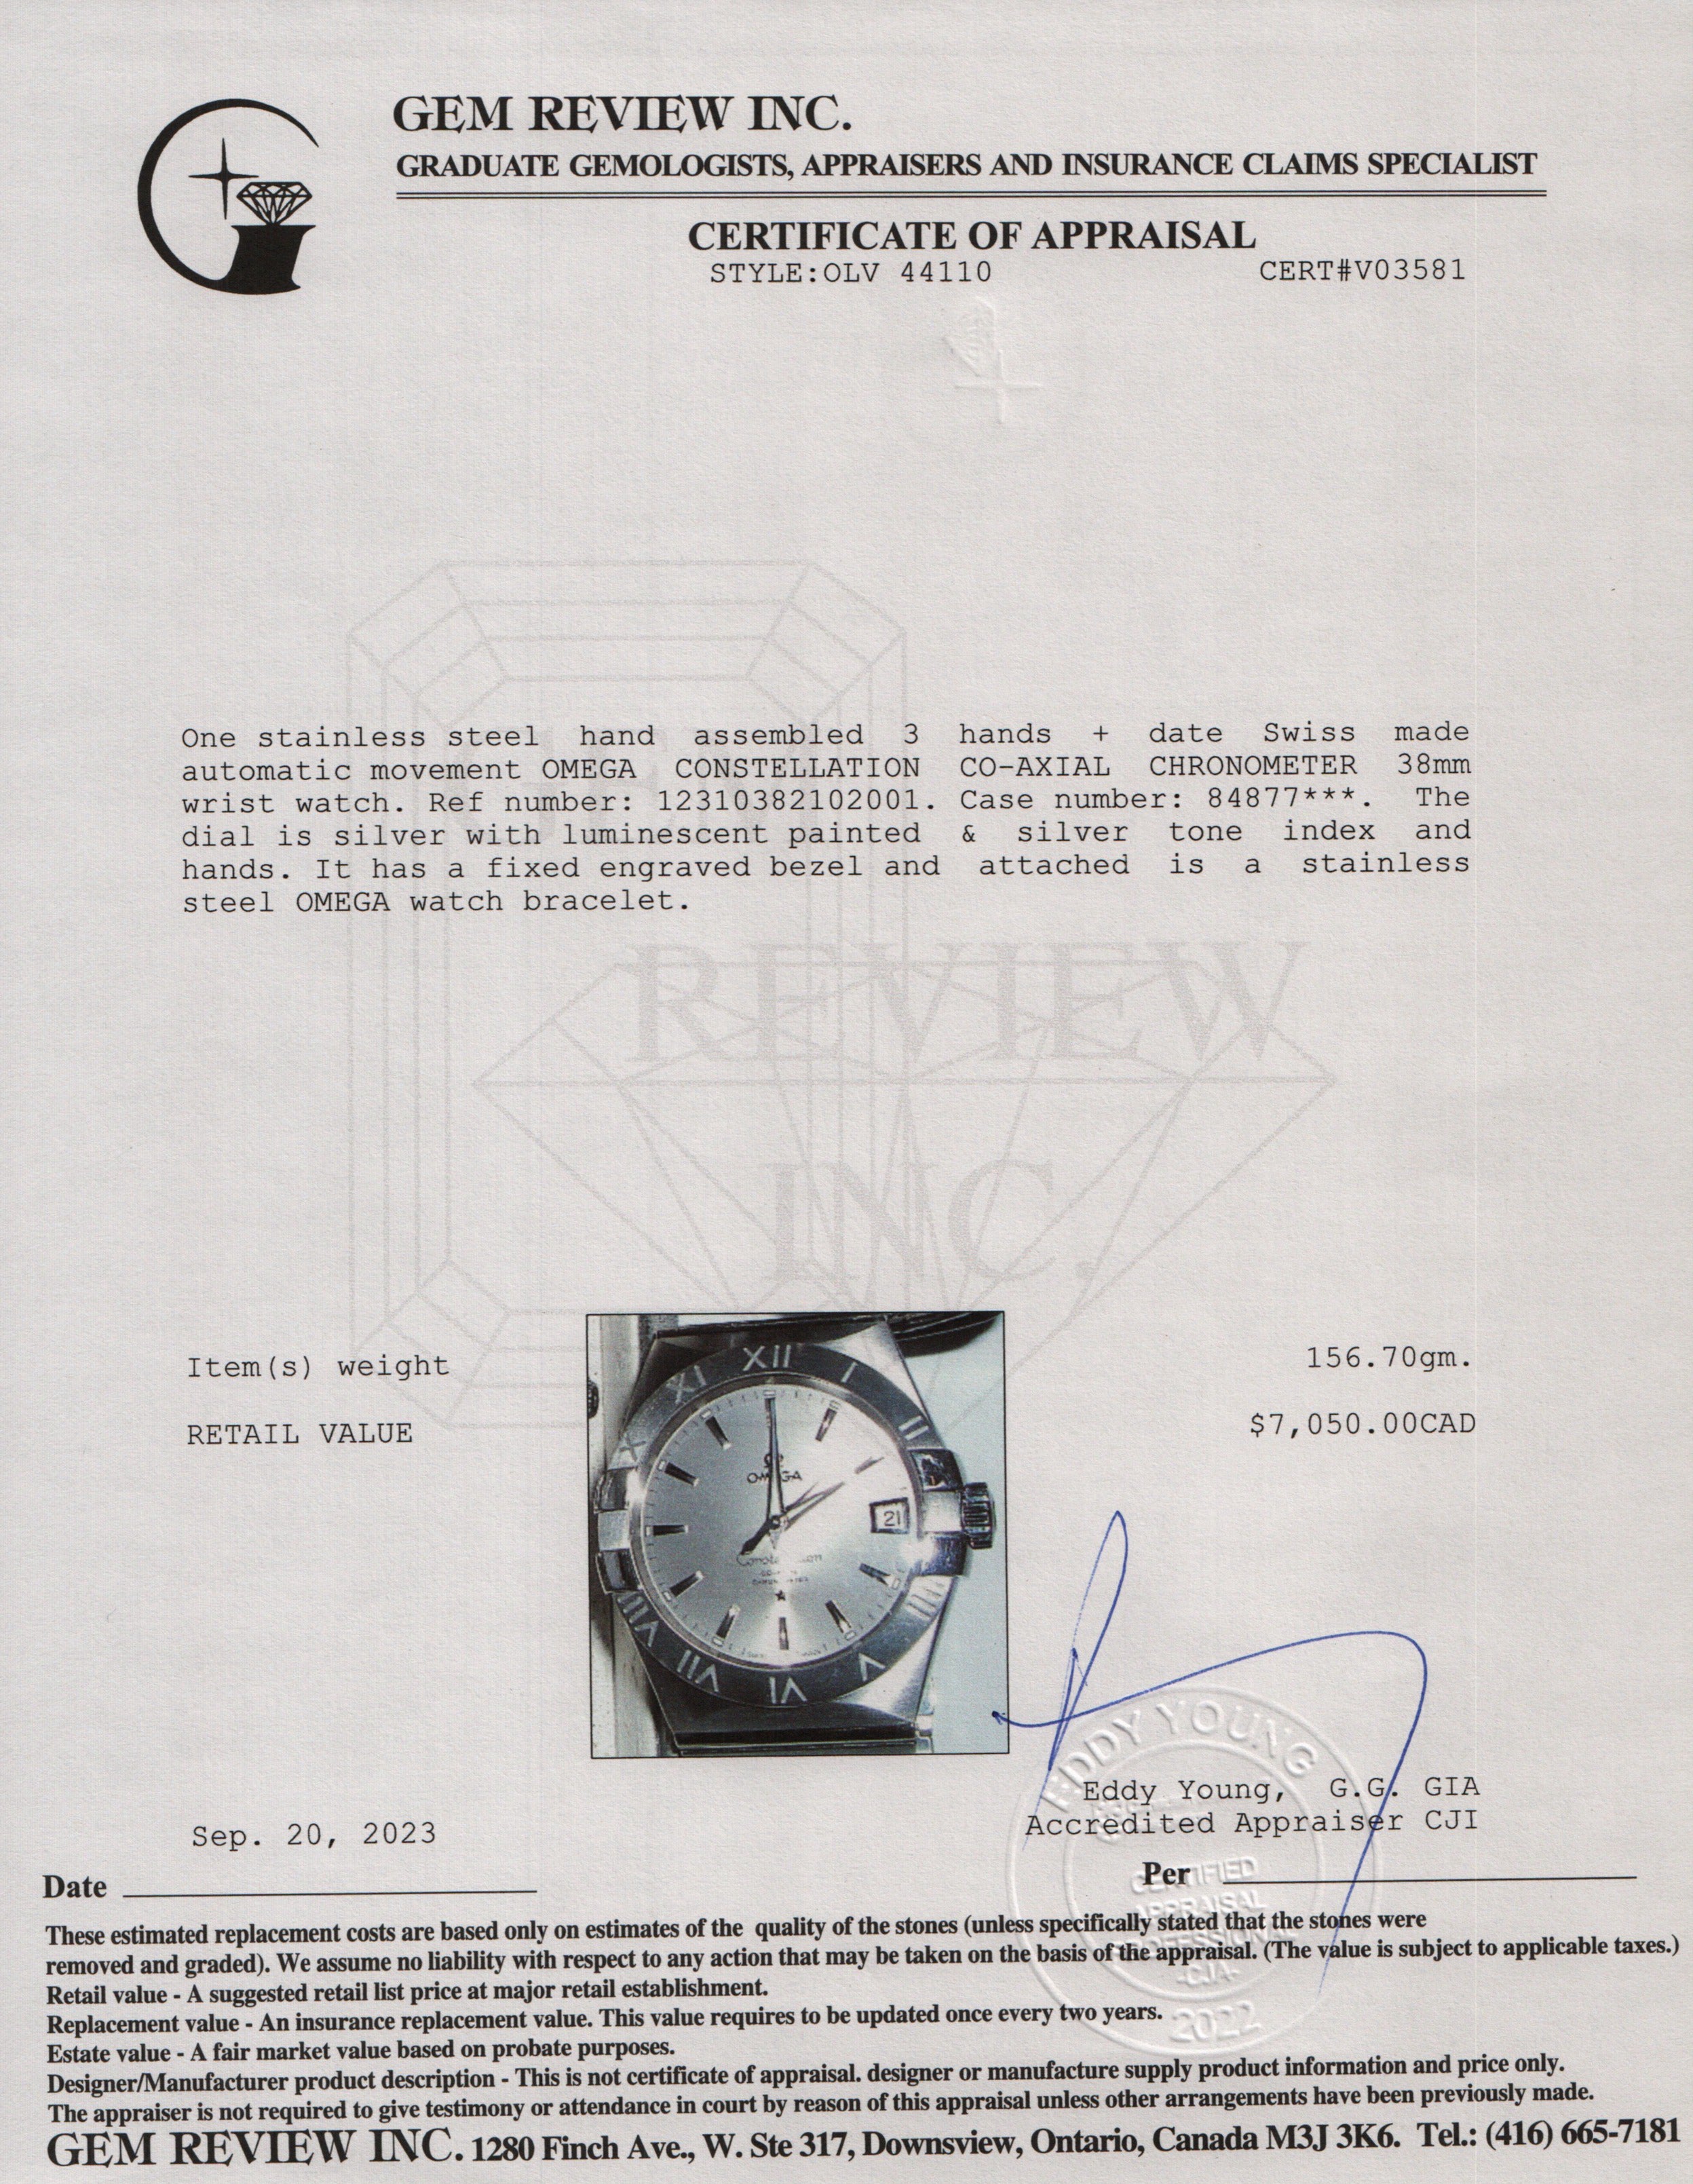 GEM REVIEW INC.
GRADUATE GEMOLOGISTS, APPRAISERS AND INSURANCE CLAIMS SPECIALIST
CERTIFICATE OF APPRAISAL
STYLE:OLV 44110 CERT#V03581
One stainless steel hand assembled 3 hands + date Swiss made
automatic movement OMEGA CONSTELLATION CO-AXIAL CHRONOMETER 38mm
wrist watch. Ref number: 12310382102001. Case number: 84877***. The
dial is silver with luminescent painted & silver tone index and
hands. It has a fixed engraved bezel and attached is a stainless
steel OMEGA watch bracelet.
REVIEW
INC.
Item(s) weight 156.70gm.
RETAIL VALUE $7,050.00CAD
XII
I
II
V
VI
VII
VIII
X
XI
OMEGA
21
EDDY YOUNG
Eddy Young, G.G. GIA
Accredited Appraiser CJI
Sep. 20, 2023
Date
Per
CERTIFIED
APPRAISAL
PROFESSIONAL
-CJA-
2022
These estimated replacement costs are based only on estimates of the quality of the stones (unless specifically stated that the stones were
removed and graded). We assume no liability with respect to any action that may be taken on the basis of the appraisal. (The value is subject to applicable taxes.)
Retail value - A suggested retail list price at major retail establishment.
Replacement value - An insurance replacement value. This value requires to be updated once every two years.
Estate value - A fair market value based on probate purposes.
Designer/Manufacturer product description - This is not certificate of appraisal. designer or manufacture supply product information and price only.
The appraiser is not required to give testimony or attendance in court by reason of this appraisal unless other arrangements have been previously made.
GEM REVIEW INC. 1280 Finch Ave., W. Ste 317, Downsview, Ontario, Canada M3J 3K6. Tel.: (416) 665-7181